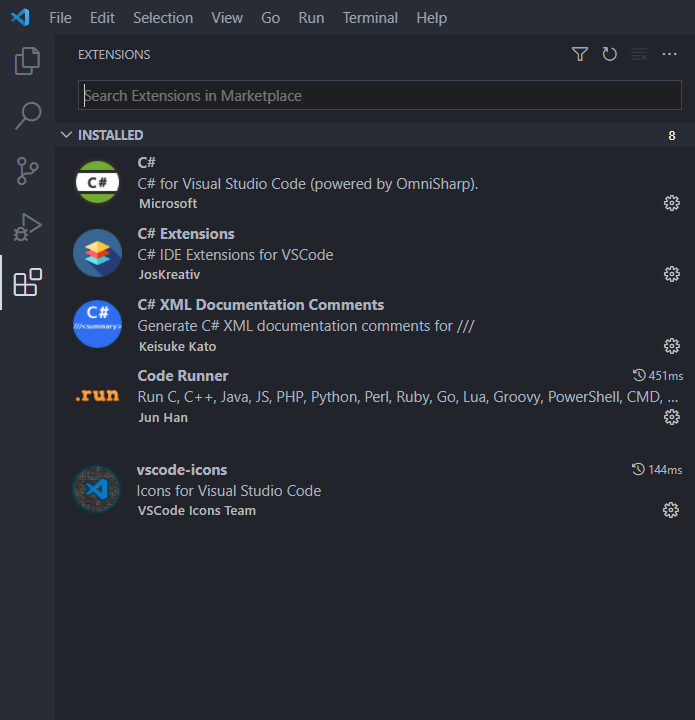 File Edit Selection View Go Run Terminal Help
EXTENSIONS
Search Extensions in Marketplace
INSTALLED 8
C#
C#
C# for Visual Studio Code (powered by OmniSharp).
Microsoft
C# Extensions
C# IDE Extensions for VSCode
JosKreativ
C#
///<summary>
C# XML Documentation Comments
Generate C# XML documentation comments for ///
Keisuke Kato
.run
Code Runner 451ms
Run C, C++, Java, JS, PHP, Python, Perl, Ruby, Go, Lua, Groovy, PowerShell, CMD, ...
Jun Han
vscode-icons 144ms
Icons for Visual Studio Code
VSCode Icons Team